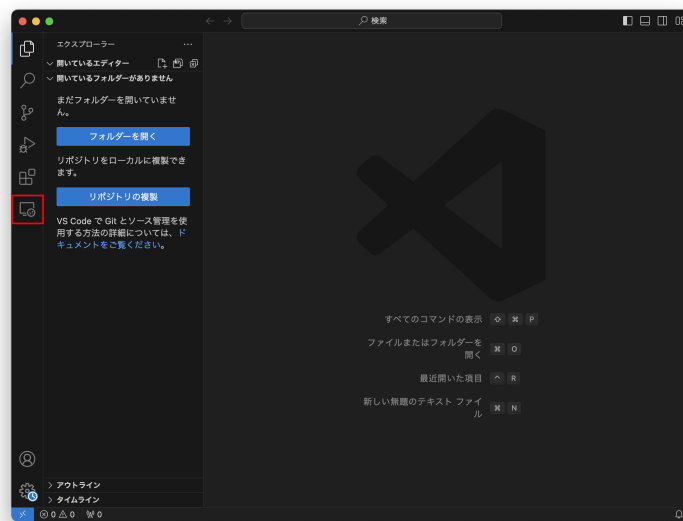 検索
エクスプローラー
開いているエディター
開いているフォルダーがありません
まだフォルダーを開いていませ
ん。
フォルダーを開く
リポジトリをローカルに複製でき
ます。
リポジトリの複製
VS Code で Git とソース管理を使
用する方法の詳細については、ド
キュメントをご覧ください。
すべてのコマンドの表示 ⇧ ⌘ P
ファイルまたはフォルダーを
開く ⌘ O
最近開いた項目 ^ R
新しい無題のテキスト ファイ
ル ⌘ N
アウトライン
タイムライン
0 0 0